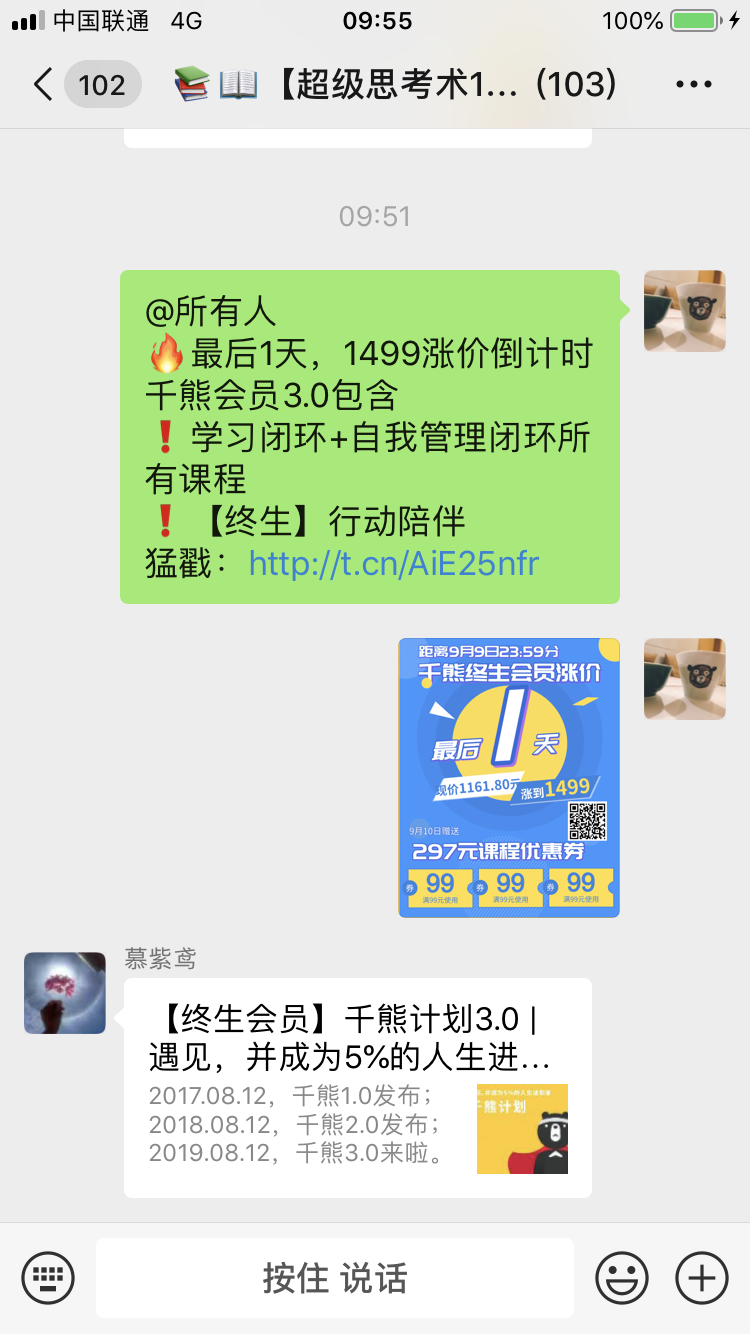 中国联通 4G 09:55 100%
102 【超级思考术1... (103)
09:51
@所有人
最后1天，1499涨价倒计时
千熊会员3.0包含
❗学习闭环+自我管理闭环所
有课程
❗【终生】行动陪伴
猛戳：http://t.cn/AiE25nfr
距离9月9日23:59分
千熊终生会员涨价
最后1天
现价1161.80元 涨到1499
9月10日赠送
297元课程优惠券
券 99 券 99 券 99
满99元使用 满99元使用 满99元使用
慕紫鸢
【终生会员】千熊计划3.0 |
遇见，并成为5%的人生进...
2017.08.12，千熊1.0发布；
2018.08.12，千熊2.0发布；
2019.08.12，千熊3.0来啦。
千熊计划
按住 说话